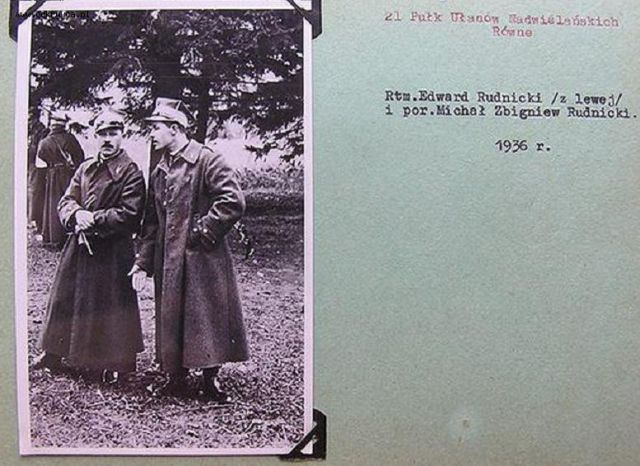 21 Pułk Ułanów Nadwiślańskich
Równe
Rtm.Edward Rudnicki /z lewej/
i por.Michał Zbigniew Rudnicki.
1936 r.